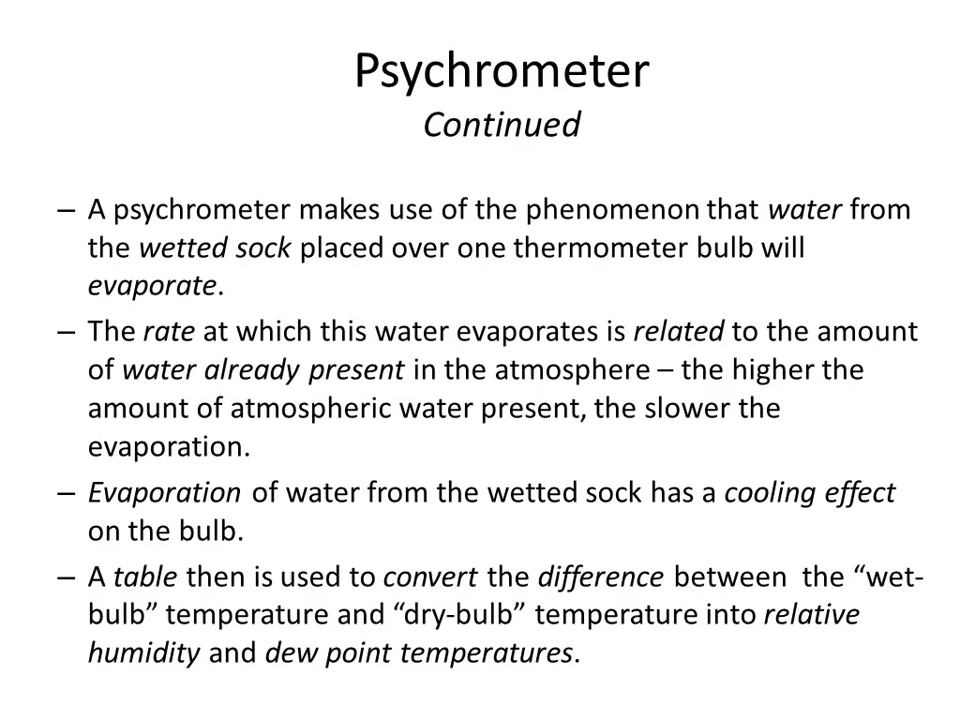 Psychrometer
Continued
– A psychrometer makes use of the phenomenon that water from
the wetted sock placed over one thermometer bulb will
evaporate.
– The rate at which this water evaporates is related to the amount
of water already present in the atmosphere – the higher the
amount of atmospheric water present, the slower the
evaporation.
– Evaporation of water from the wetted sock has a cooling effect
on the bulb.
– A table then is used to convert the difference between  the “wet-
bulb” temperature and “dry-bulb” temperature into relative
humidity and dew point temperatures.